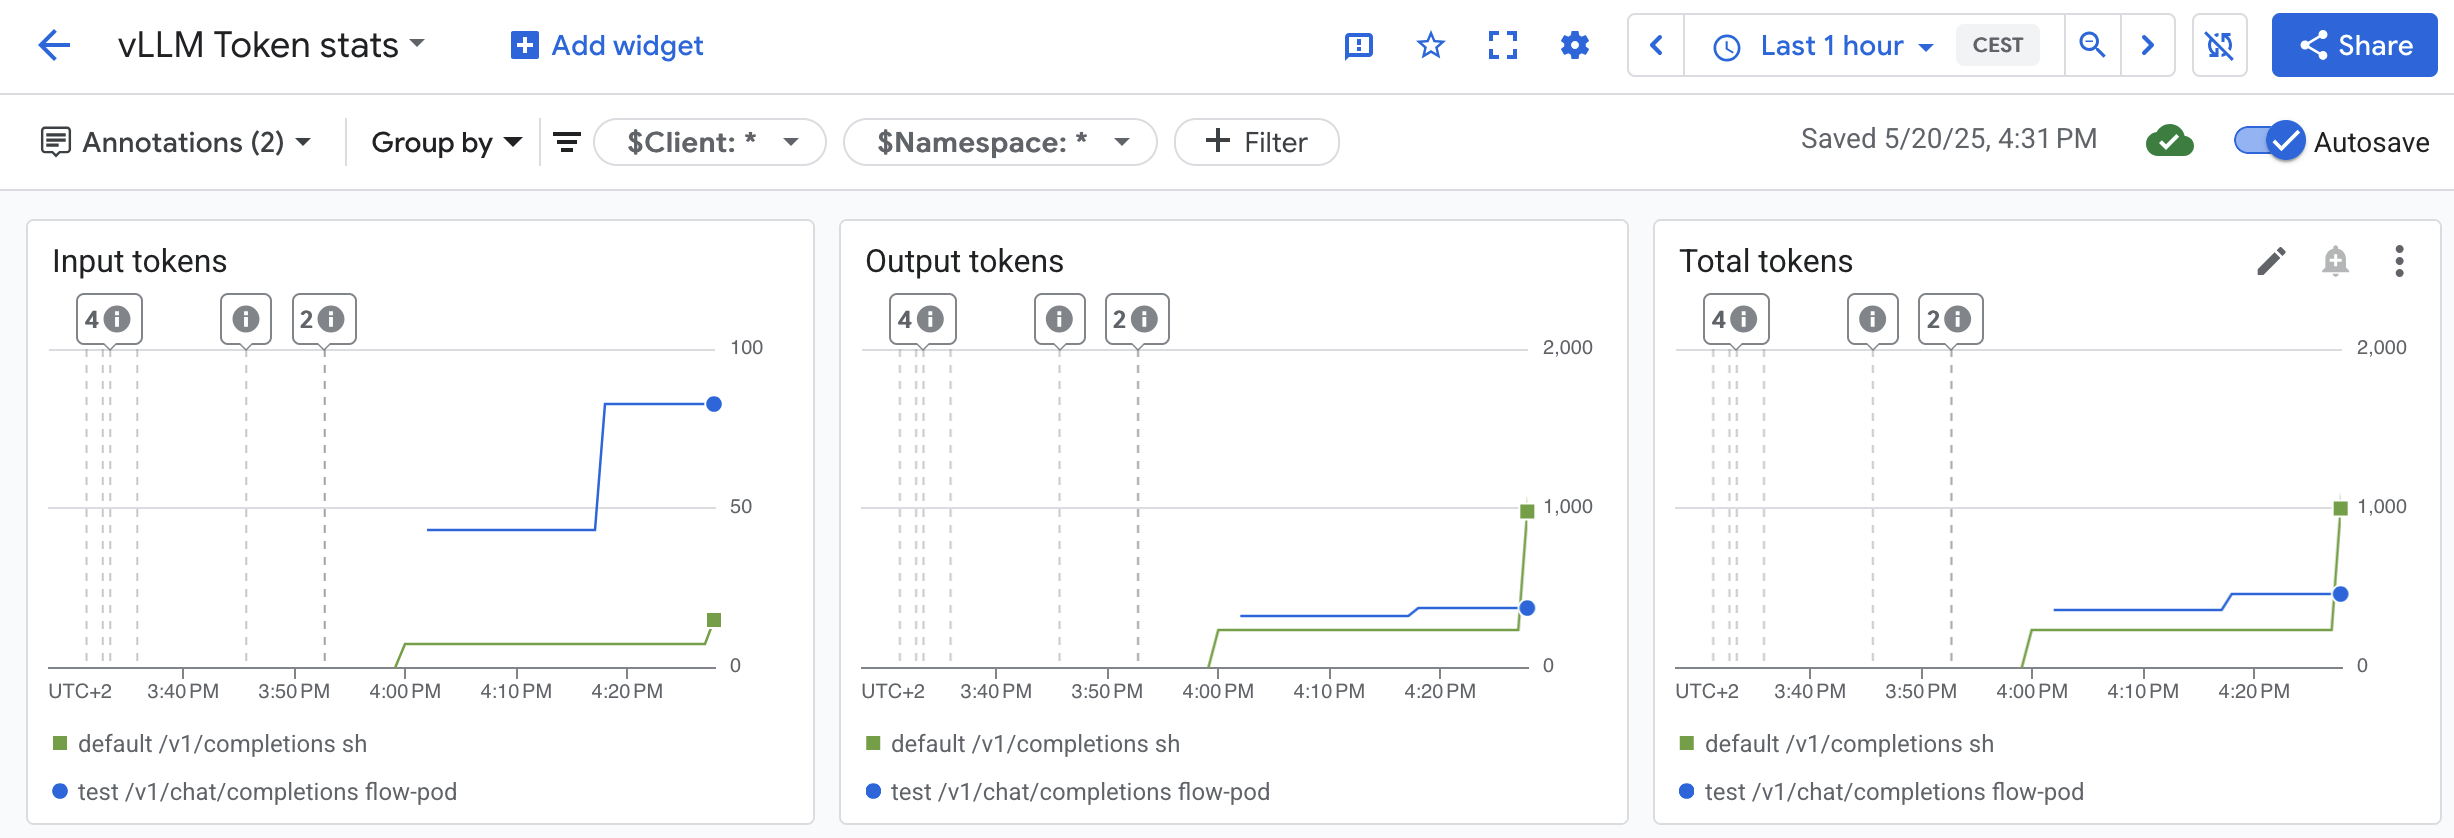 vLLM Token stats
Add widget
Last 1 hour
CEST
Share
Annotations (2)
Group by
$Client: *
$Namespace: *
Filter
Saved 5/20/25, 4:31 PM
Autosave
Input tokens
4
2
100
50
0
UTC+2 3:40 PM 3:50 PM 4:00 PM 4:10 PM 4:20 PM
default /v1/completions sh
test /v1/chat/completions flow-pod
Output tokens
4
2
2,000
1,000
0
UTC+2 3:40 PM 3:50 PM 4:00 PM 4:10 PM 4:20 PM
default /v1/completions sh
test /v1/chat/completions flow-pod
Total tokens
4
2
2,000
1,000
0
UTC+2 3:40 PM 3:50 PM 4:00 PM 4:10 PM 4:20 PM
default /v1/completions sh
test /v1/chat/completions flow-pod